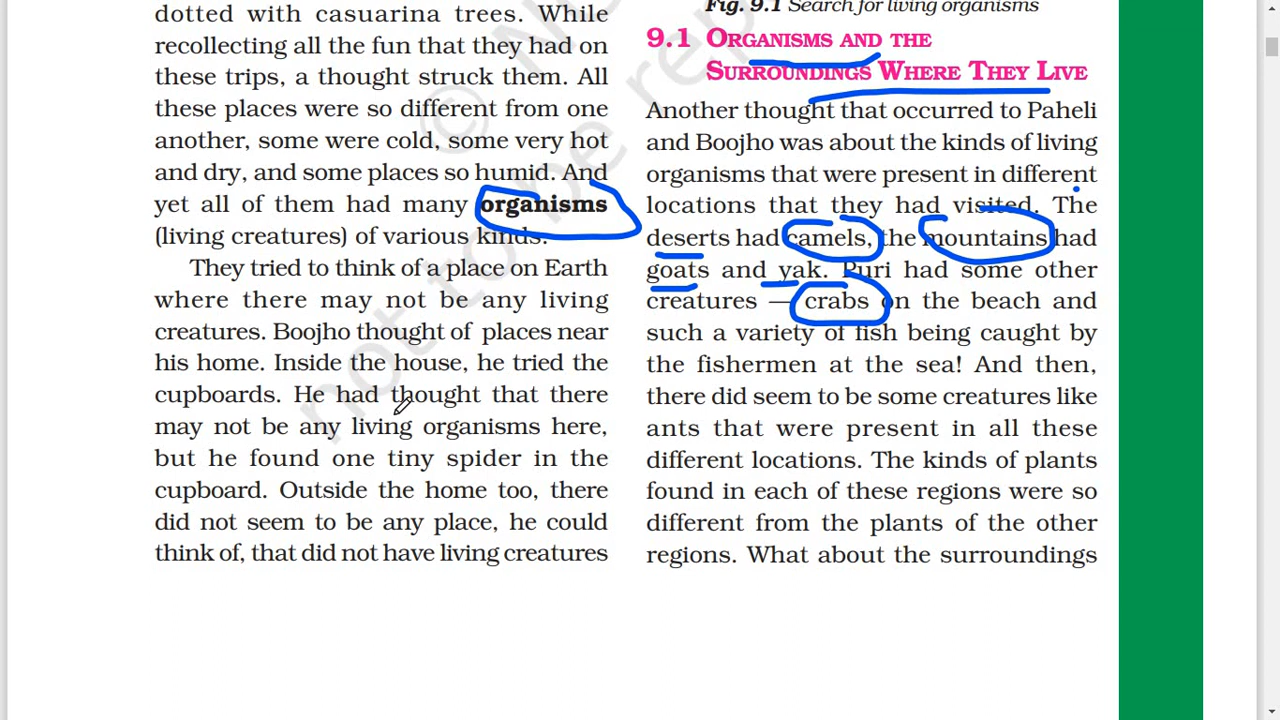 dotted with casuarina trees. While
recollecting all the fun that they had on
these trips, a thought struck them. All
these places were so different from one
another, some were cold, some very hot
and dry, and some places so humid. And
yet all of them had many organisms
(living creatures) of various kinds.
They tried to think of a place on Earth
where there may not be any living
creatures. Boojho thought of places near
his home. Inside the house, he tried the
cupboards. He had thought that there
may not be any living organisms here,
but he found one tiny spider in the
cupboard. Outside the home too, there
did not seem to be any place, he could
think of, that did not have living creatures
Fig. 9.1 Search for living organisms
9.1 ORGANISMS AND THE
SURROUNDINGS WHERE THEY LIVE
Another thought that occurred to Paheli
and Boojho was about the kinds of living
organisms that were present in different
locations that they had visited. The
deserts had camels, the mountains had
goats and yak. Puri had some other
creatures — crabs on the beach and
such a variety of fish being caught by
the fishermen at the sea! And then,
there did seem to be some creatures like
ants that were present in all these
different locations. The kinds of plants
found in each of these regions were so
different from the plants of the other
regions. What about the surroundings
©
not to be rep